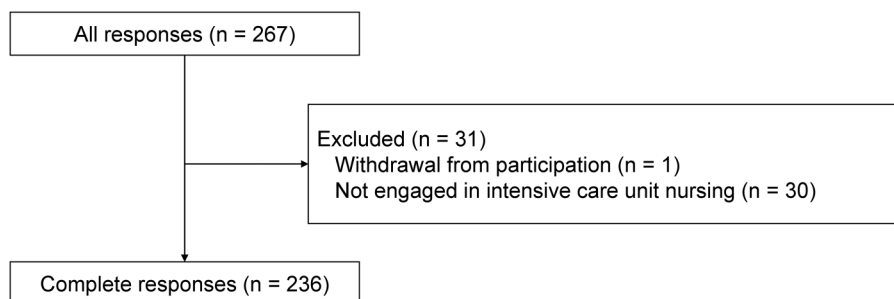 All responses (n = 267)
Excluded (n = 31)
Withdrawal from participation (n = 1)
Not engaged in intensive care unit nursing (n = 30)
Complete responses (n = 236)